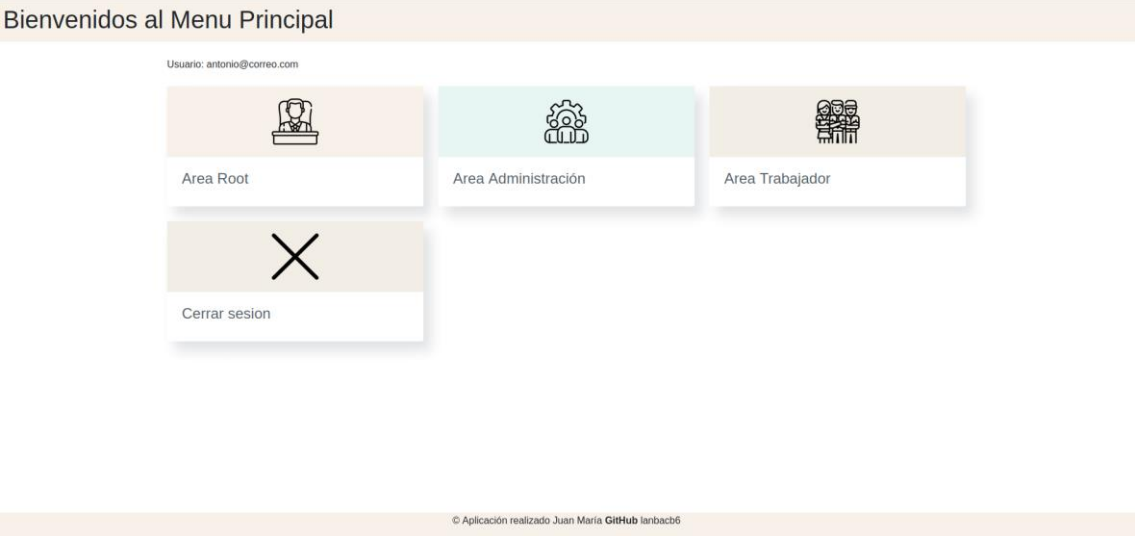 Bienvenidos al Menu Principal
Usuario: antonio@correo.com
Area Root
Area Administración
Area Trabajador
Cerrar sesion
© Aplicación realizado Juan María GitHub lanbacb6